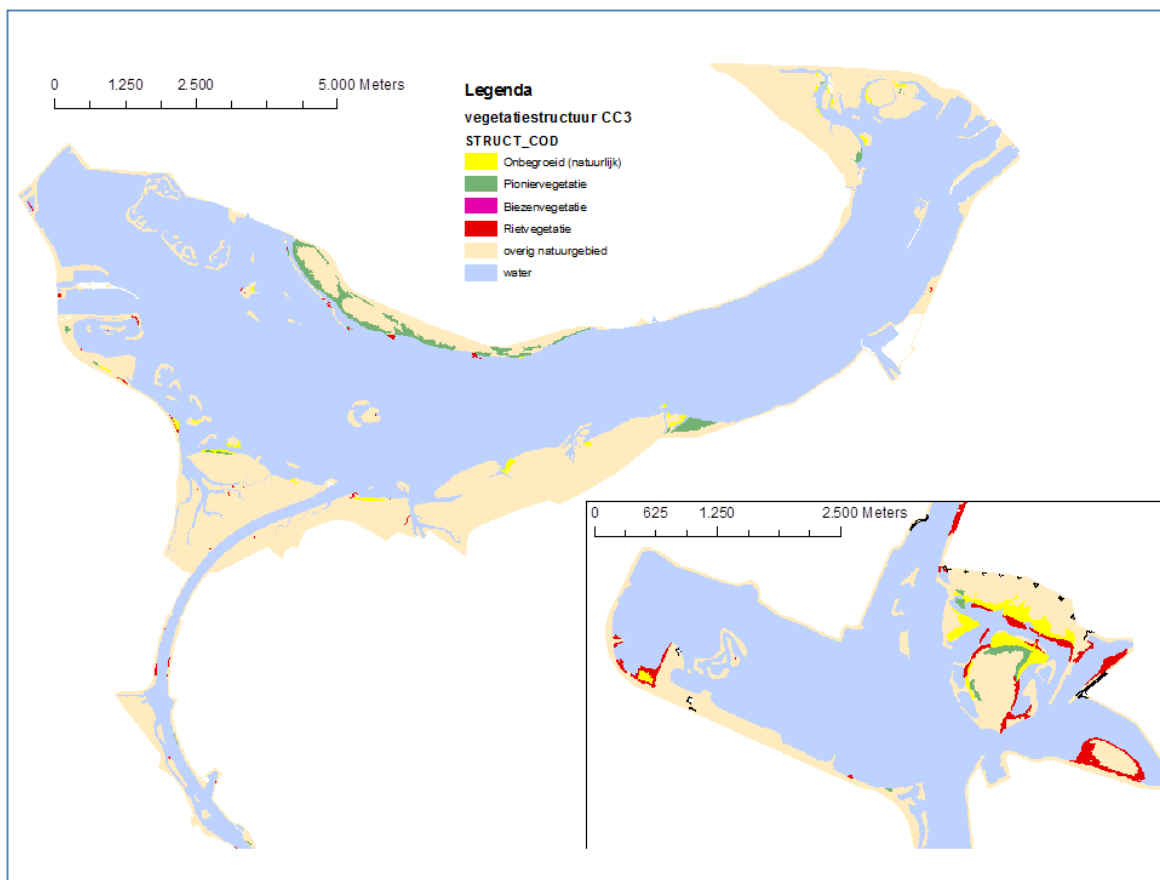 0 1.250 2.500 5.000 Meters
Legenda
vegetatiestructuur CC3
STRUCT_COD
Onbegroeid (natuurlijk)
Pioniervegetatie
Biezenvegetatie
Rietvegetatie
overig natuurgebied
water
0 625 1.250 2.500 Meters